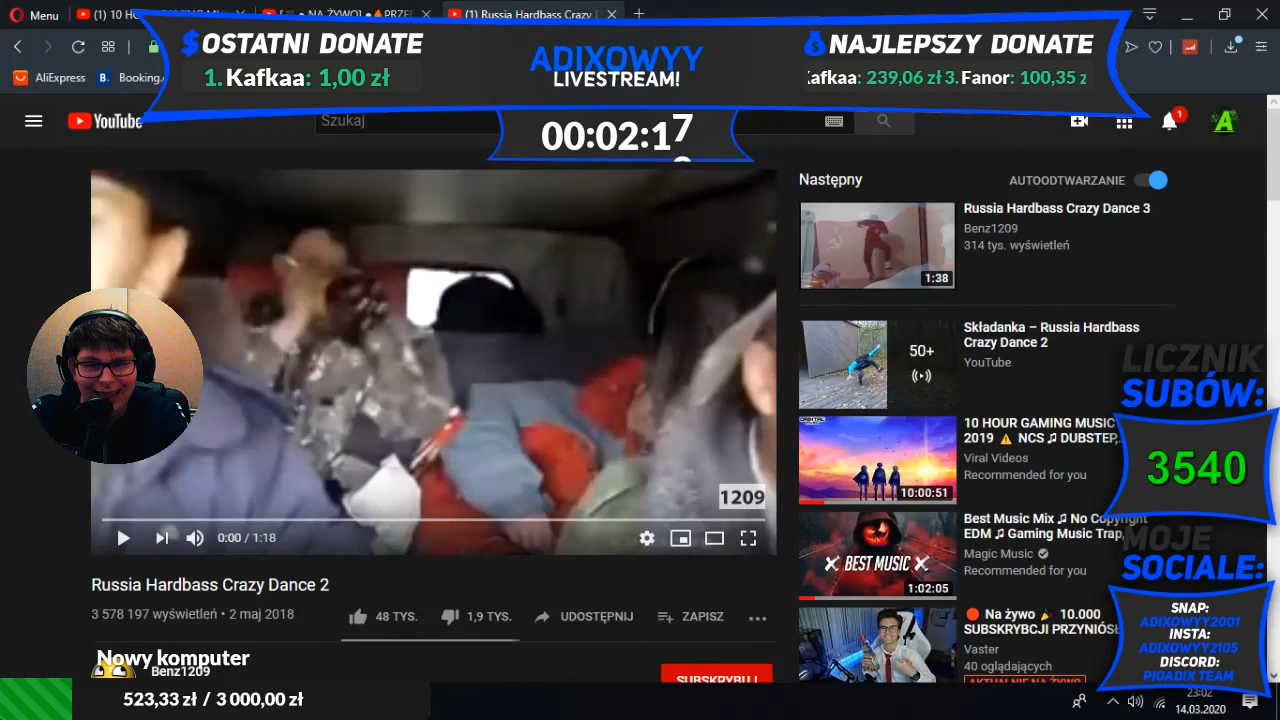 Menu
(1) 10 HO
● NA ŻYWO] ●🔥PRZE
(1) Russia Hardbass Crazy D
$OSTATNI DONATE
1. Kafkaa: 1,00 zł
ADIXOWYY
LIVESTREAM!
NAJLEPSZY DONATE
Kafkaa: 239,06 zł 3. Fanor: 100,35 z
AliExpress
B. Booking.c
YouTube
Szukaj
00:02:17
1
A
Następny
AUTOODTWARZANIE
Russia Hardbass Crazy Dance 3
Benz1209
314 tys. wyświetleń
1:38
Składanka – Russia Hardbass
Crazy Dance 2
YouTube
50+
LICZNIK
SUBÓW:
3540
10 HOUR GAMING MUSIC
2019 ⚠ NCS ♫ DUBSTEP,
Viral Videos
Recommended for you
10:00:51
Best Music Mix ♫ No Copyright
EDM ♫ Gaming Music Trap,
Magic Music
Recommended for you
BEST MUSIC
1:02:05
MOJE
SOCIALE:
SNAP:
ADIXOWYY2001
INSTA:
ADIXOWYY2105
DISCORD:
PIOADIX TEAM
Na żywo 🎉 10.000
SUBSKRYBCJI PRZYNIÓSŁ
Vaster
40 oglądających
AKTUALNIE NA ŻYWO
1209
0:00 / 1:18
Russia Hardbass Crazy Dance 2
3 578 197 wyświetleń • 2 maj 2018
48 TYS.
1,9 TYS.
UDOSTĘPNIJ
ZAPISZ
Nowy komputer
Benz1209
SUBSKRYBUJ
523,33 zł / 3 000,00 zł
23:02
14.03.2020